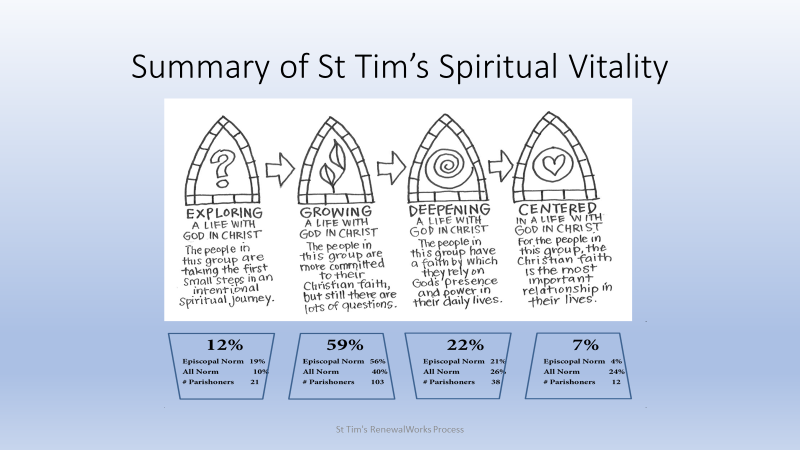 Summary of St Tim's Spiritual Vitality
?
EXPLORING
A LIFE WITH
GOD IN CHRIST
The people in
this group are
taking the first
small steps in an
intentional
Spiritual journey.
GROWING
A LIFE WITH
GOD IN CHRIST
The people in
this group are
more committed
to their
Christian faith,
but still there are
lots of questions.
DEEPENING
A LIFE WITH
GOD IN CHRIST
The people in
this group have
a faith by which
they rely on
Gods' presence
and power in
their daily lives.
CENTERED
IN A LIFE WITH
GOD IN CHRIST
For the people in
this group, the
Christian faith
is the most
important
relationship in
their lives.
12%
Episcopal Norm 19%
All Norm 10%
# Parishoners 21
59%
Episcopal Norm 56%
All Norm 40%
# Parishoners 103
22%
Episcopal Norm 21%
All Norm 26%
# Parishoners 38
7%
Episcopal Norm 4%
All Norm 24%
# Parishoners 12
St Tim's RenewalWorks Process